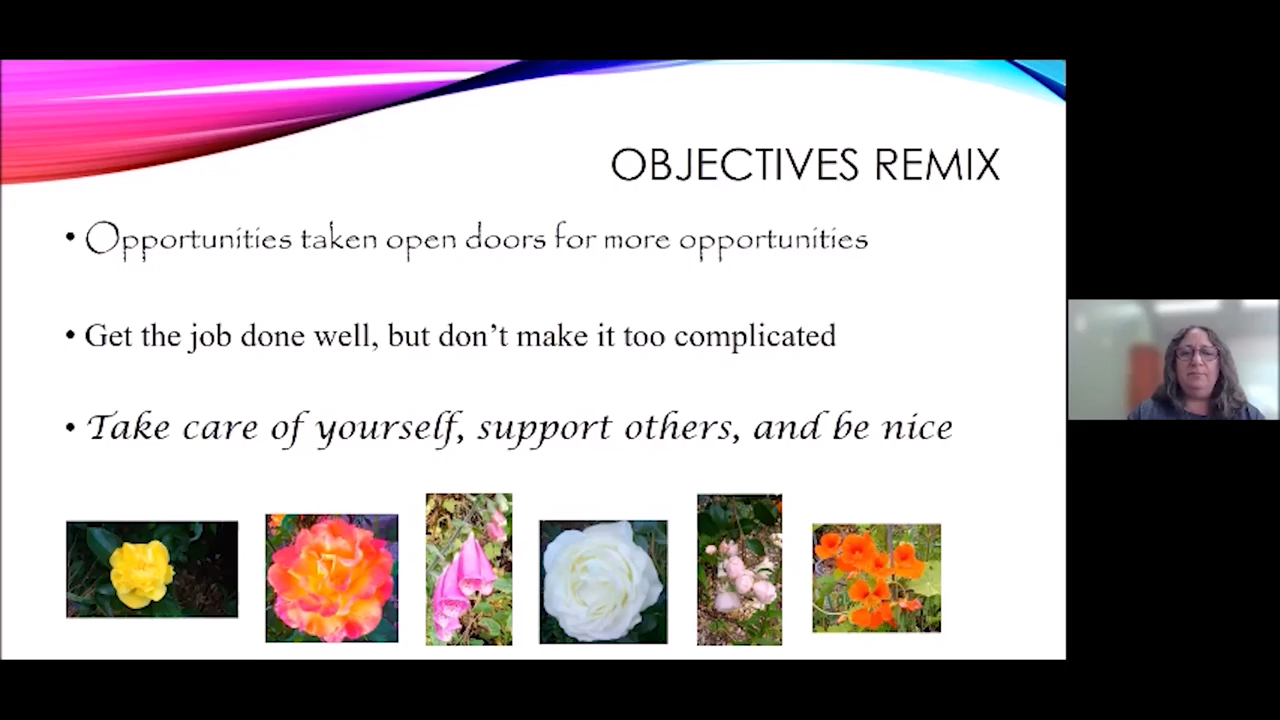 OBJECTIVES REMIX
• Opportunities taken open doors for more opportunities
• Get the job done well, but don’t make it too complicated
• Take care of yourself, support others, and be nice